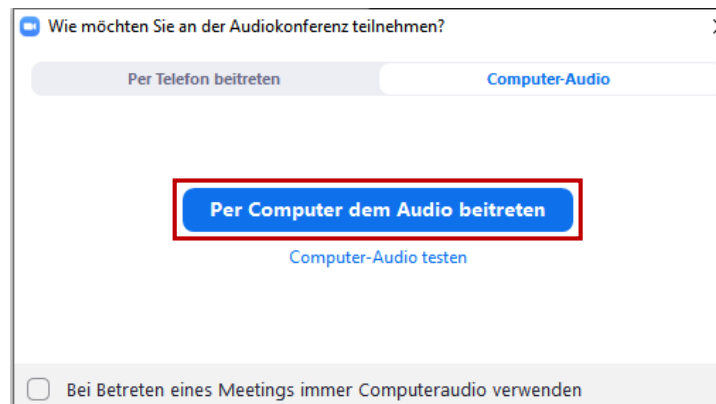 Wie möchten Sie an der Audiokonferenz teilnehmen?
Per Telefon beitreten
Computer-Audio
Per Computer dem Audio beitreten
Computer-Audio testen
Bei Betreten eines Meetings immer Computeraudio verwenden